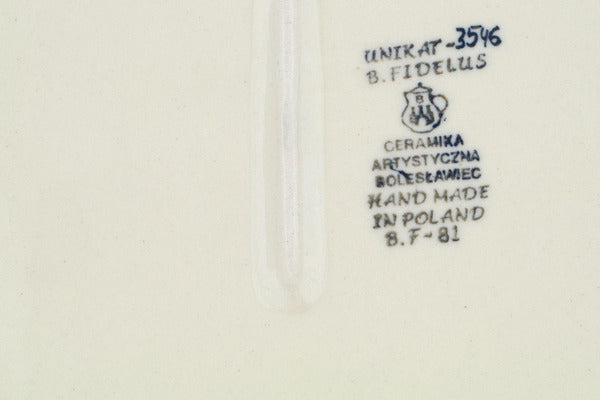 UNIKAT-3546
B. FIDELUS
B
CERAMIKA
ARTYSTYCZNA
BOLESŁAWIEC
HAND MADE
IN POLAND
B.F-81